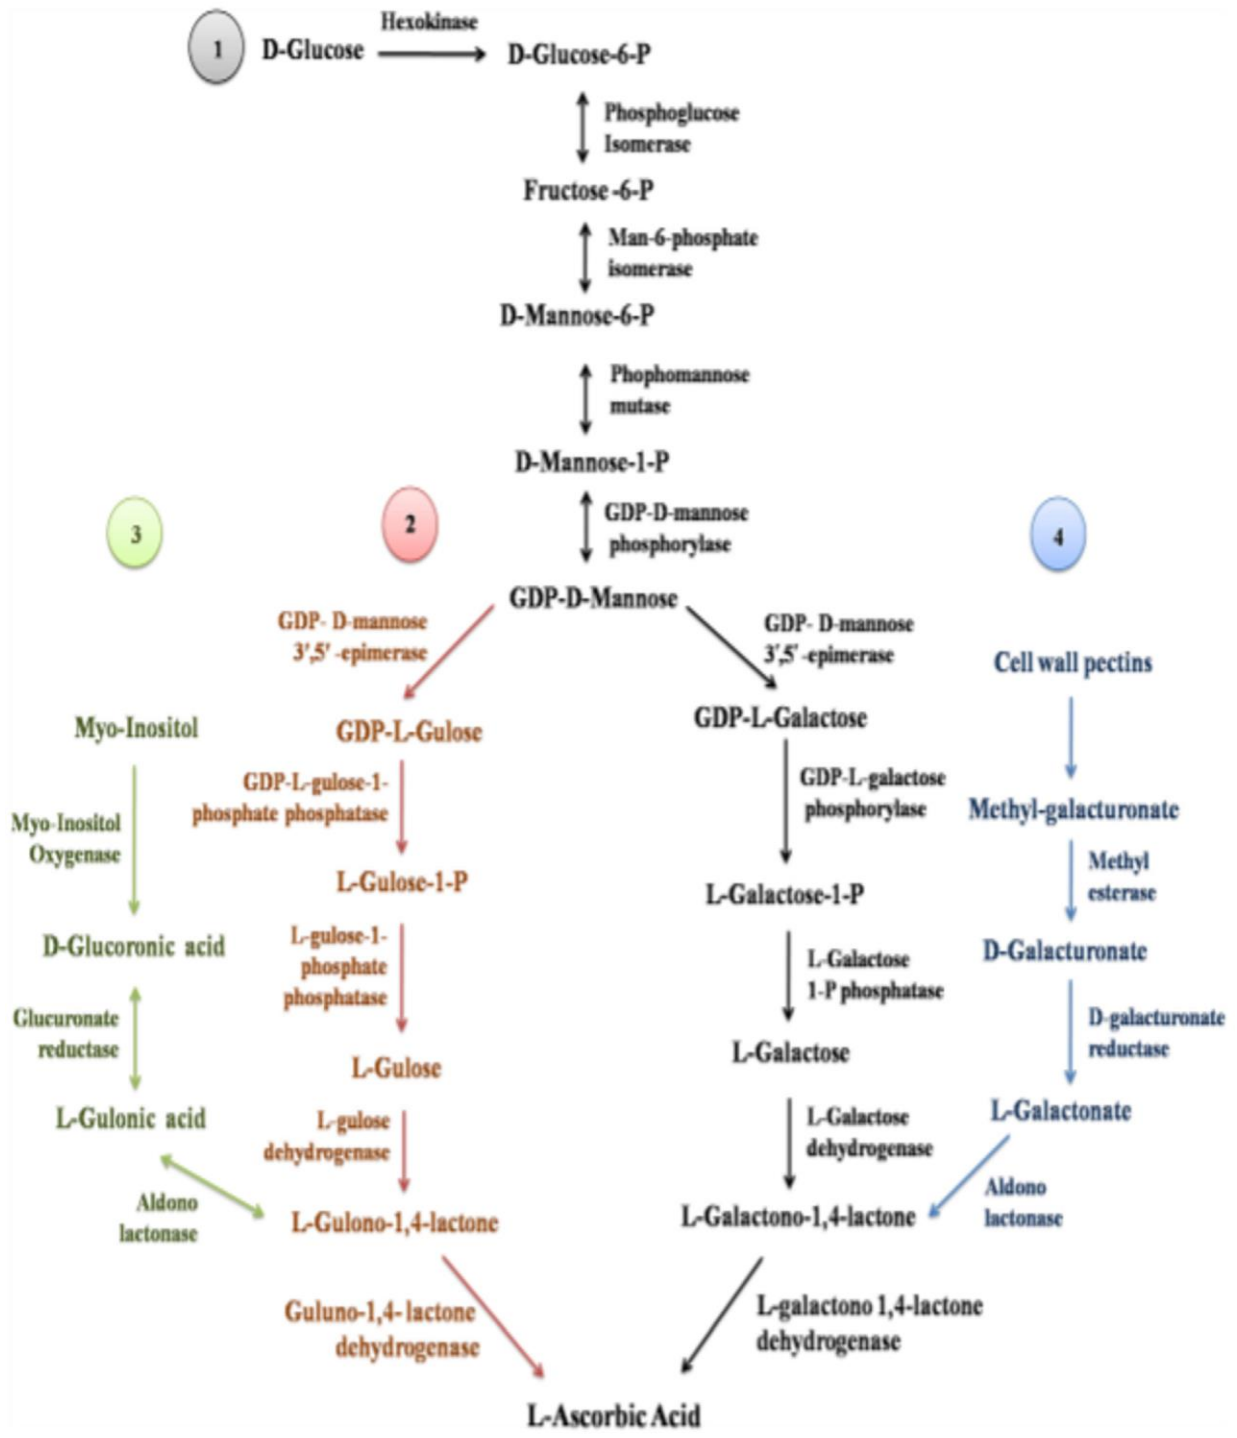 1
D-Glucose
Hexokinase
D-Glucose-6-P
Phosphoglucose
Isomerase
Fructose -6-P
Man-6-phosphate
isomerase
D-Mannose-6-P
Phophomannose
mutase
D-Mannose-1-P
GDP-D-mannose
phosphorylase
3
2
4
GDP-D-Mannose
GDP- D-mannose
3',5' -epimerase
GDP- D-mannose
3',5' -epimerase
Cell wall pectins
Myo-Inositol
GDP-L-Gulose
GDP-L-Galactose
GDP-L-gulose-1-
phosphate phosphatase
GDP-L-galactose
phosphorylase
Methyl-galacturonate
Myo-Inositol
Oxygenase
Methyl
esterase
L-Gulose-1-P
L-Galactose-1-P
D-Glucoronic acid
L-gulose-1-
phosphate
phosphatase
L-Galactose
1-P phosphatase
D-Galacturonate
Glucuronate
reductase
D-galacturonate
reductase
L-Gulose
L-Galactose
L-Gulonic acid
L-gulose
dehydrogenase
L-Galactose
dehydrogenase
L-Galactonate
Aldono
lactonase
Aldono
lactonase
L-Gulono-1,4-lactone
L-Galactono-1,4-lactone
Guluno-1,4- lactone
dehydrogenase
L-galactono 1,4-lactone
dehydrogenase
L-Ascorbic Acid